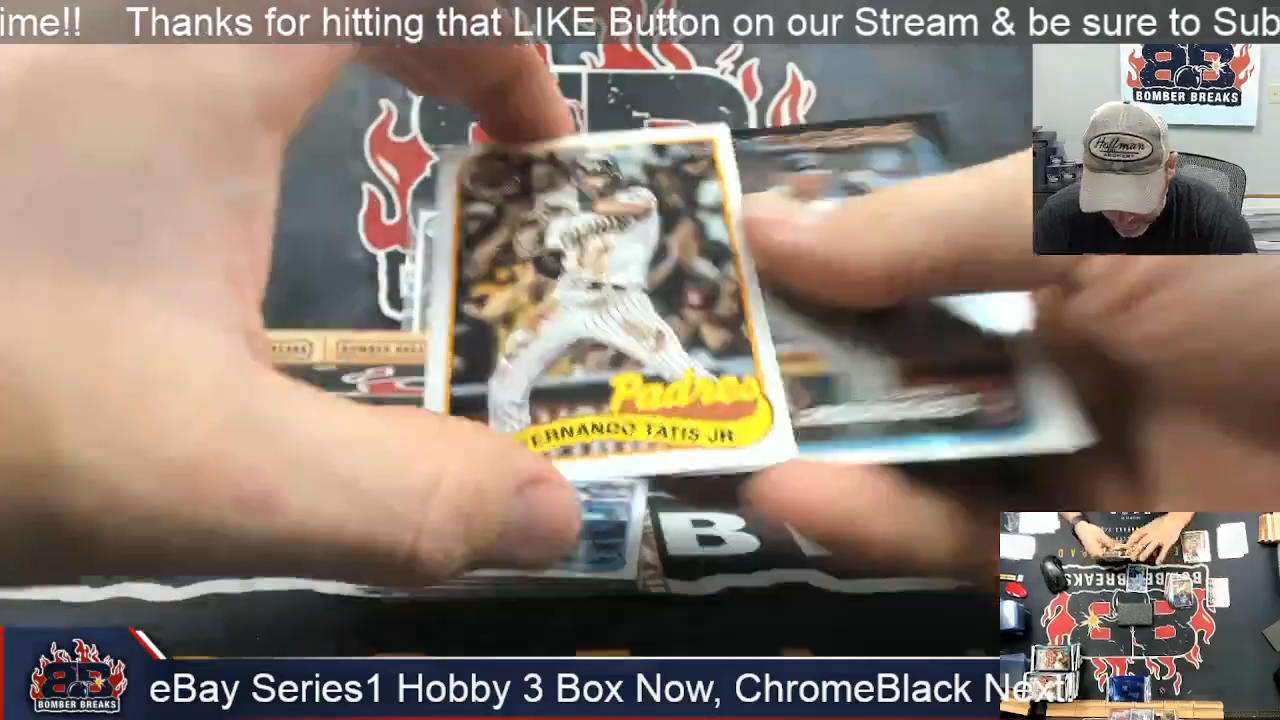 ime!! Thanks for hitting that LIKE Button on our Stream & be sure to Sub
BOMBER BREAKS
Huffman
Padres
ERNANDO TATIS JR
B
BOMBER BREAKS
eBay Series1 Hobby 3 Box Now, ChromeBlack Next!